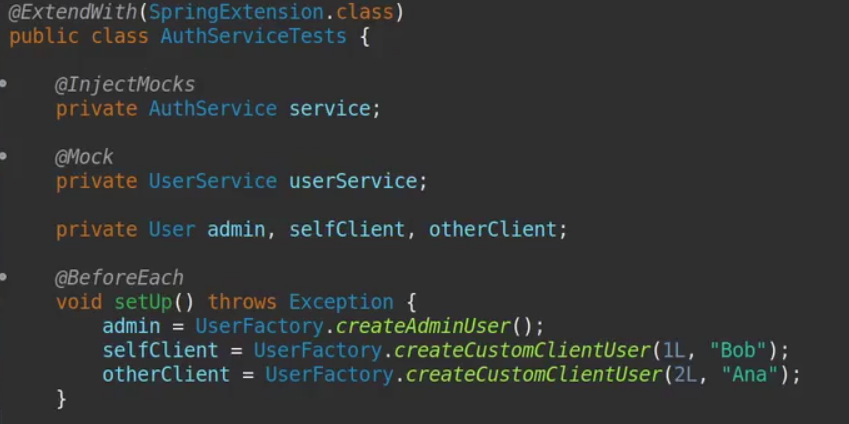 @ExtendWith(SpringExtension.class)
public class AuthServiceTests {
@InjectMocks
private AuthService service;
@Mock
private UserService userService;
private User admin, selfClient, otherClient;
@BeforeEach
void setUp() throws Exception {
admin = UserFactory.createAdminUser();
selfClient = UserFactory.createCustomClientUser(1L, "Bob");
otherClient = UserFactory.createCustomClientUser(2L, "Ana");
}